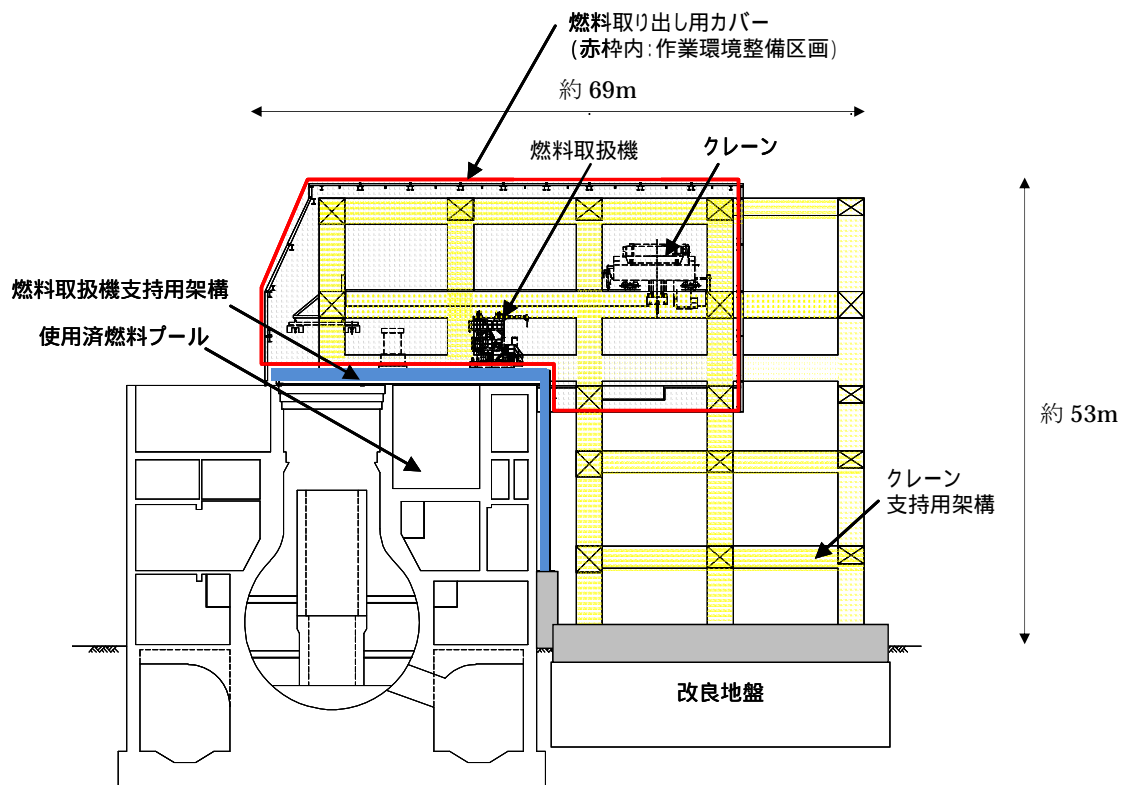 燃料取り出し用カバー
(赤枠内:作業環境整備区画)
約 69m
燃料取扱機
クレーン
燃料取扱機支持用架構
使用済燃料プール
約 53m
クレーン
支持用架構
改良地盤